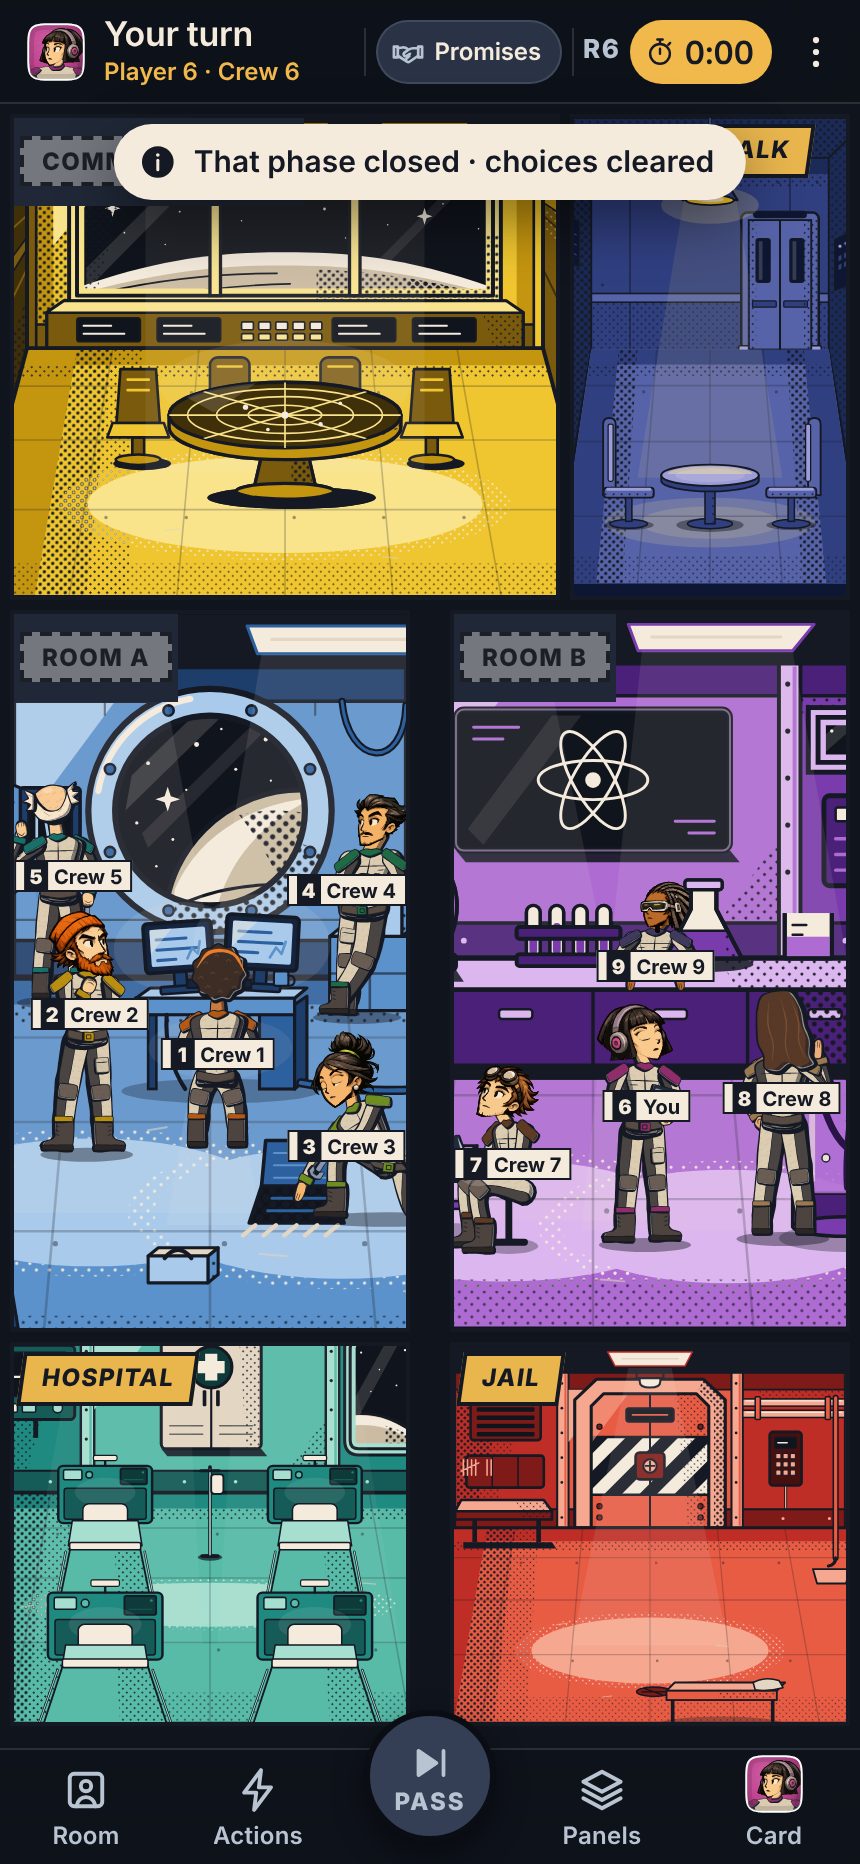 Your turn
Player 6 · Crew 6
Promises
R6
0:00
That phase closed · choices cleared
ROOM A
ROOM B
5 Crew 5
4 Crew 4
2 Crew 2
1 Crew 1
3 Crew 3
9 Crew 9
6 You
8 Crew 8
7 Crew 7
HOSPITAL
JAIL
Room
Actions
PASS
Panels
Card